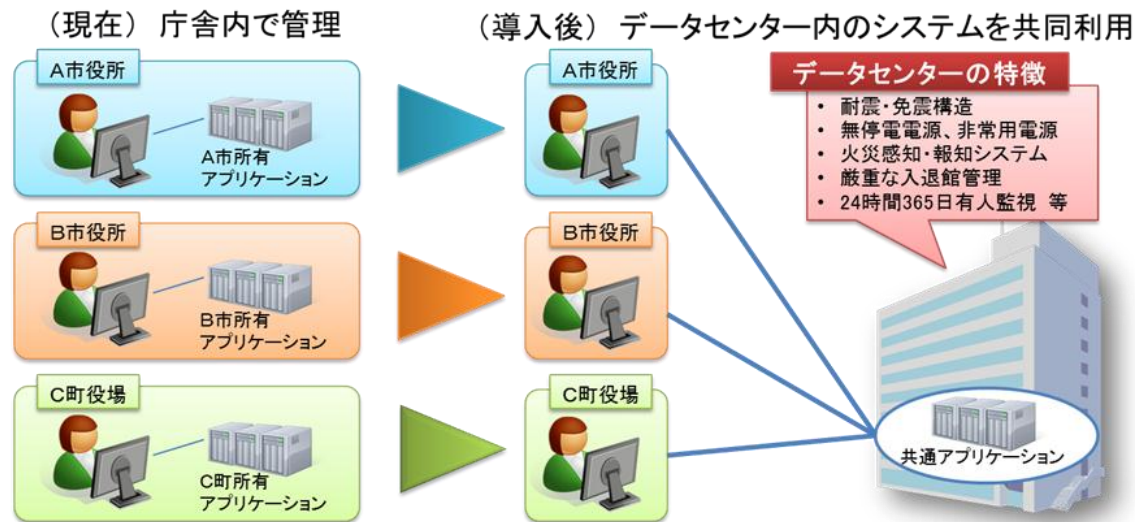 (現在) 庁舎内で管理
(導入後) データセンター内のシステムを共同利用
A市役所
A市所有
アプリケーション
B市役所
B市所有
アプリケーション
C町役場
C町所有
アプリケーション
A市役所
B市役所
C町役場
データセンターの特徴
• 耐震・免震構造
• 無停電電源、非常用電源
• 火災感知・報知システム
• 厳重な入退館管理
• 24時間365日有人監視 等
共通アプリケーション